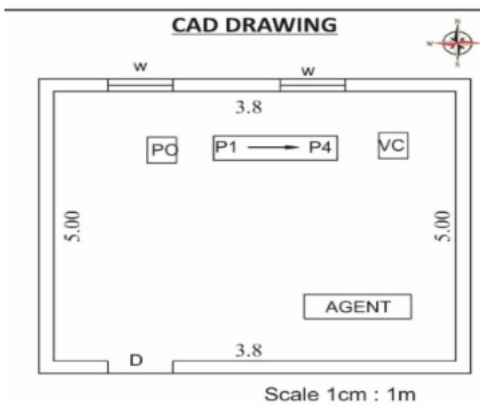 CAD DRAWING
N
W
S
W W
3.8
PO P1 P4 VC
5.00 5.00
AGENT
D 3.8
Scale 1cm : 1m